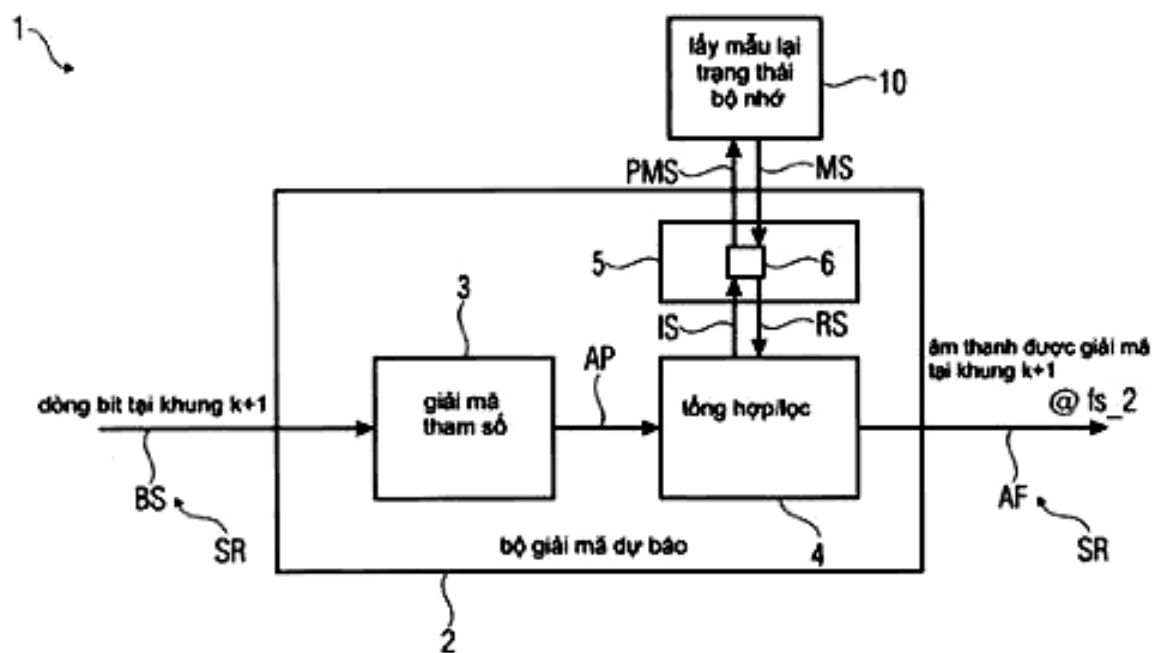 1
lấy mẫu lại
trạng thái
bộ nhớ
10
PMS
MS
5
6
3
IS
RS
AP
âm thanh được giải mã
tại khung k+1
@ fs_2
dòng bit tại khung k+1
giải mã
tham số
tổng hợp/lọc
BS
SR
AF
SR
bộ giải mã dự báo
4
2